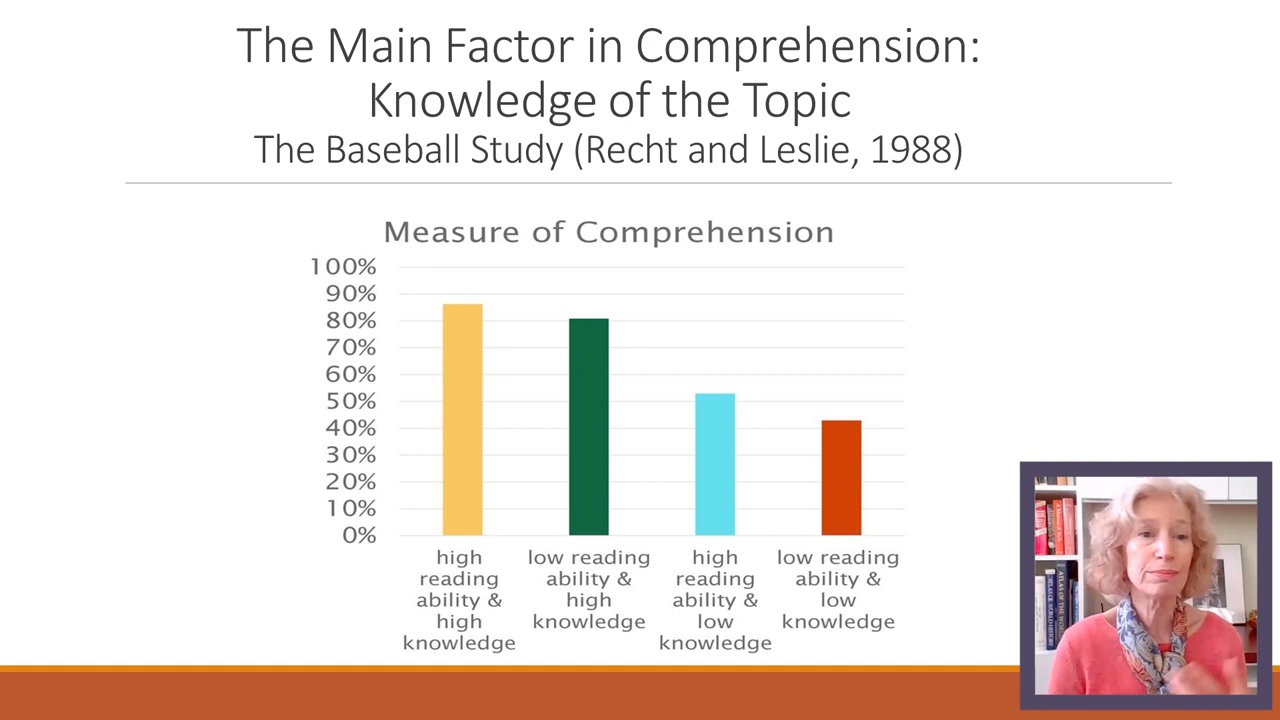 The Main Factor in Comprehension:
Knowledge of the Topic
The Baseball Study (Recht and Leslie, 1988)
Measure of Comprehension
100%
90%
80%
70%
60%
50%
40%
30%
20%
10%
0%
high
reading
ability &
high
knowledge
low reading
ability &
high
knowledge
high
reading
ability &
low
knowledge
low reading
ability &
low
knowledge